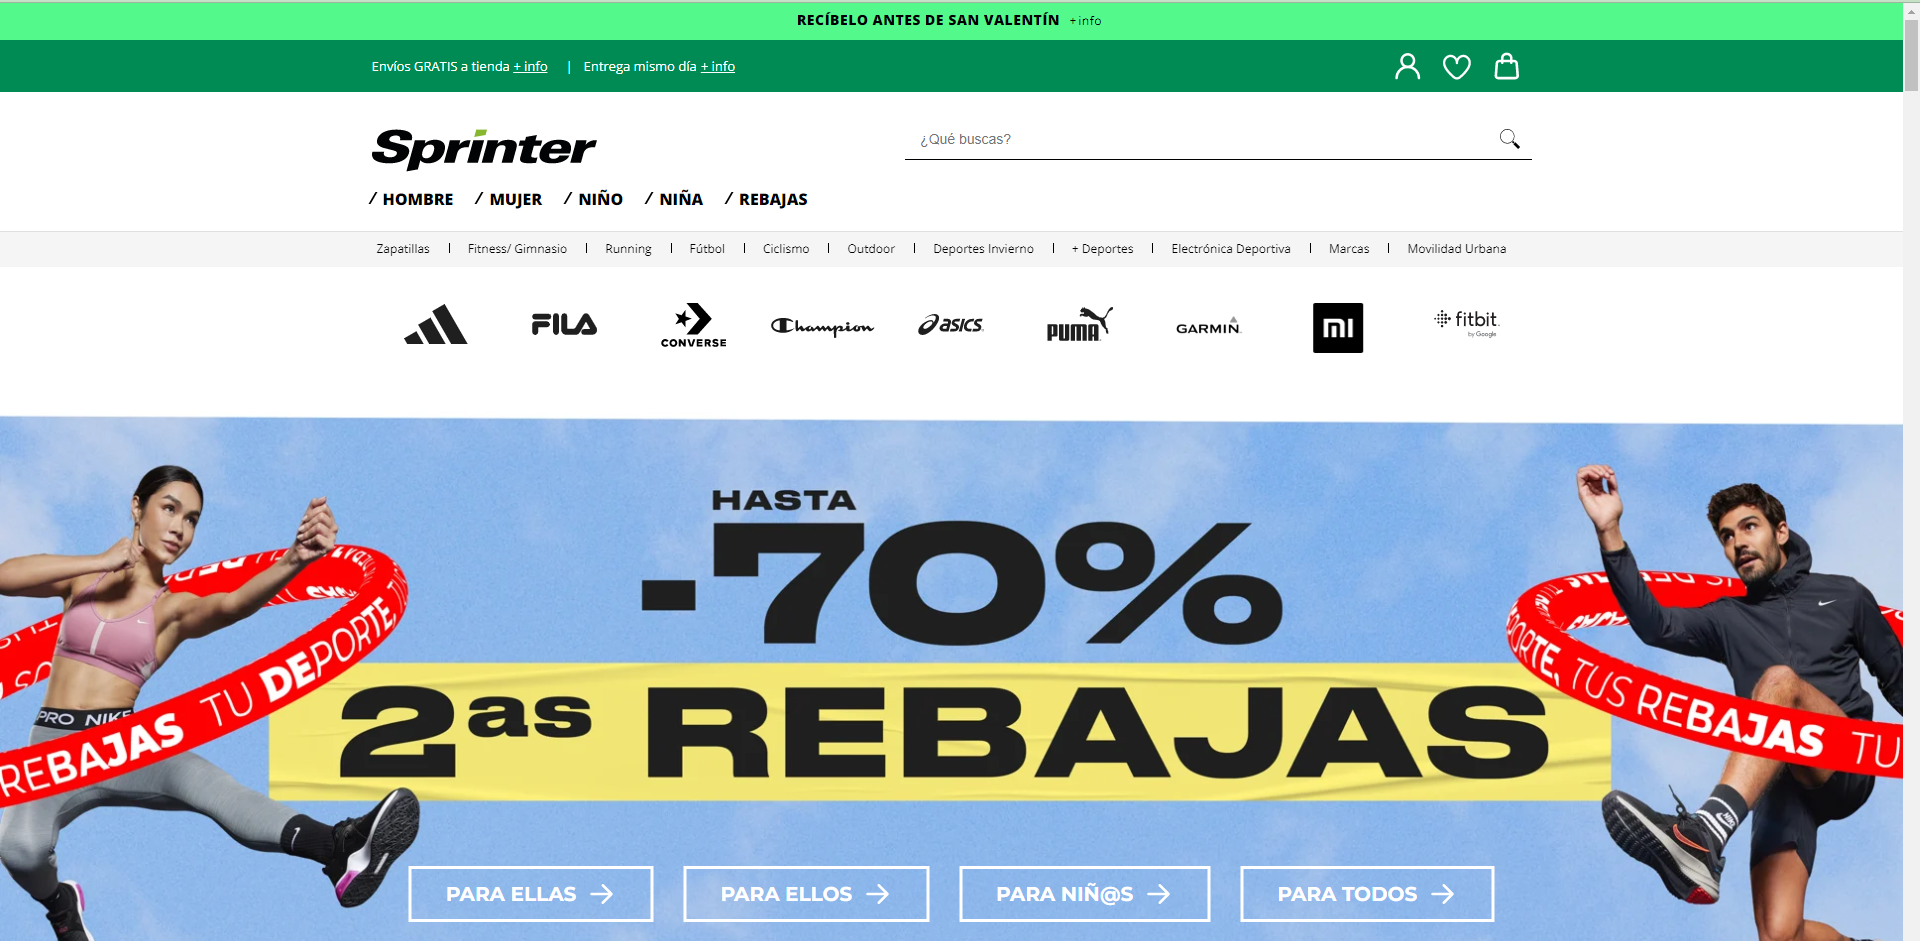 RECÍBELO ANTES DE SAN VALENTÍN +info
Envíos GRATIS a tienda + info | Entrega mismo día + info
Sprinter
¿Qué buscas?
/ HOMBRE / MUJER / NIÑO / NIÑA / REBAJAS
Zapatillas | Fitness/ Gimnasio | Running | Fútbol | Ciclismo | Outdoor | Deportes Invierno | + Deportes | Electrónica Deportiva | Marcas | Movilidad Urbana
FILA
CONVERSE
Champion
asics
PUMA
GARMIN
mi
fitbit
by Google
HASTA
-70%
2as REBAJAS
REBAJAS TU DEPORTE,
PRO NIKE
PORTE, TUS REBAJAS TU
PARA ELLAS →
PARA ELLOS →
PARA NIÑ@S →
PARA TODOS →